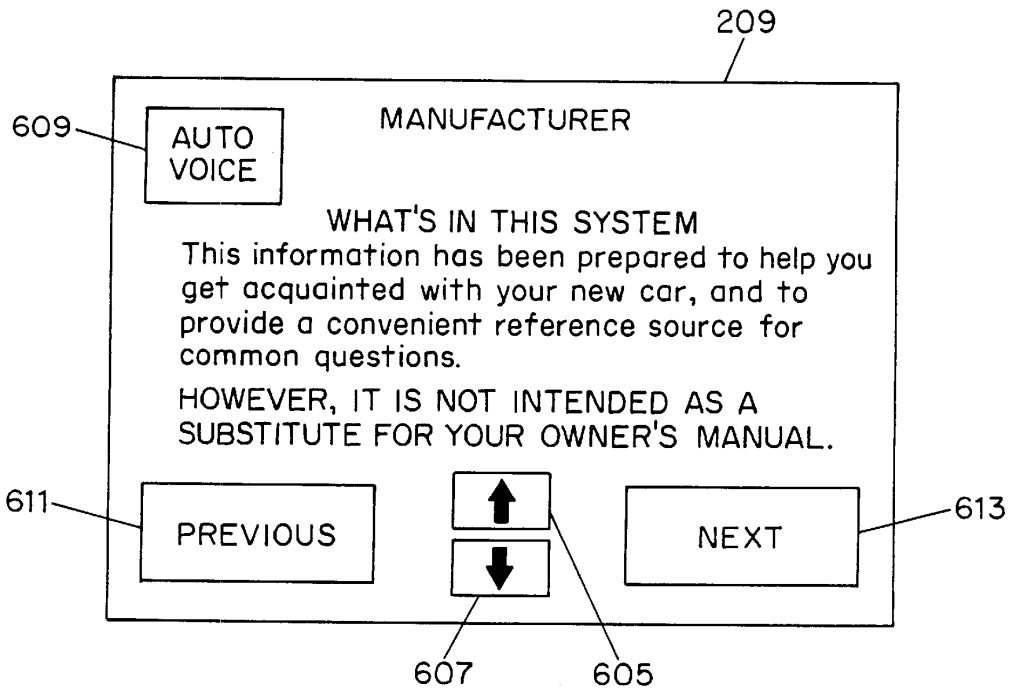 209
609
AUTO
VOICE
MANUFACTURER
WHAT'S IN THIS SYSTEM
This information has been prepared to help you
get acquainted with your new car, and to
provide a convenient reference source for
common questions.
HOWEVER, IT IS NOT INTENDED AS A
SUBSTITUTE FOR YOUR OWNER'S MANUAL.
611
PREVIOUS
NEXT
613
607
605